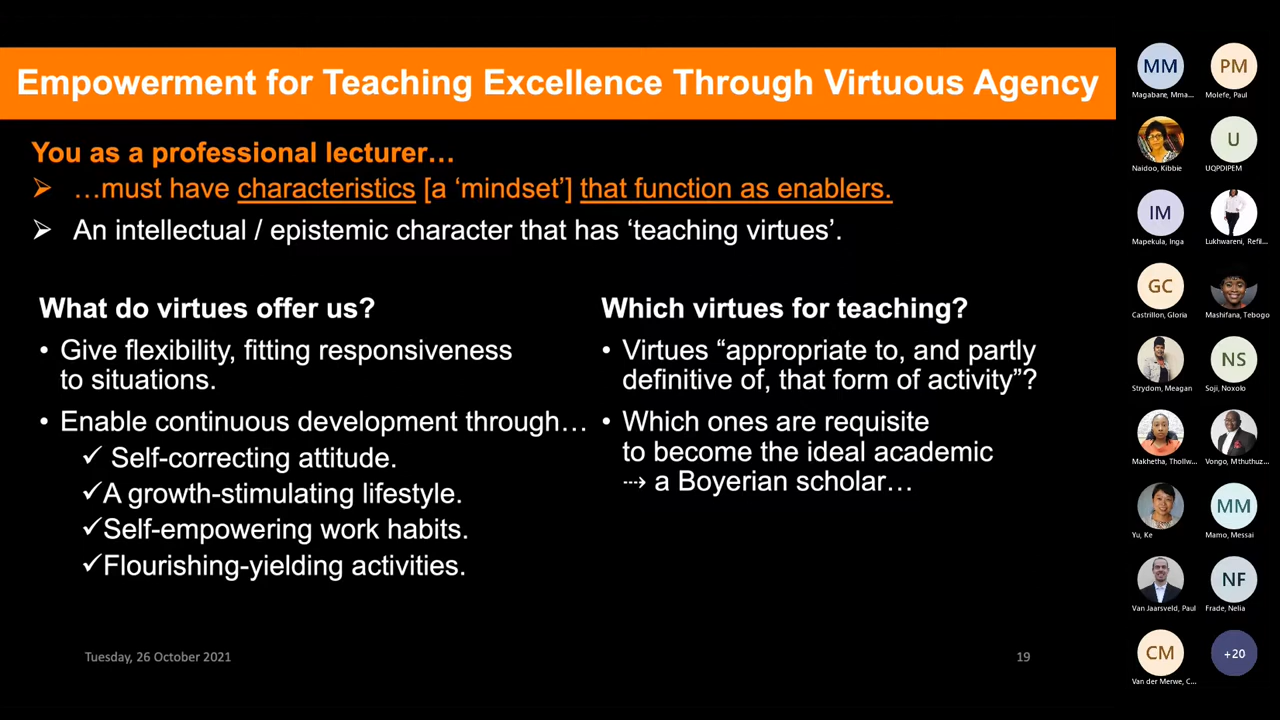 Empowerment for Teaching Excellence Through Virtuous Agency
You as a professional lecturer…
➢ …must have characteristics [a ‘mindset’] that function as enablers.
➢ An intellectual / epistemic character that has ‘teaching virtues’.
What do virtues offer us?
• Give flexibility, fitting responsiveness
to situations.
• Enable continuous development through…
✓ Self-correcting attitude.
✓A growth-stimulating lifestyle.
✓Self-empowering work habits.
✓Flourishing-yielding activities.
Which virtues for teaching?
• Virtues “appropriate to, and partly
definitive of, that form of activity”?
• Which ones are requisite
to become the ideal academic
⤏ a Boyerian scholar…
Tuesday, 26 October 2021
19
MM
PM
Magabane, Mma...
Molefe, Paul
U
Naidoo, Kibbie
UQPDIPEM
IM
Mapekula, Inga
Lukhwareni, Refil...
GC
Castrillon, Gloria
Mashifana, Tebogo
NS
Strydom, Meagan
Soji, Noxolo
Makhetha, Thollw...
Vongo, Mthuthuz...
MM
Yu, Ke
Mamo, Messai
NF
Van Jaarsveld, Paul
Frade, Nelia
CM
+20
Van der Merwe, C...